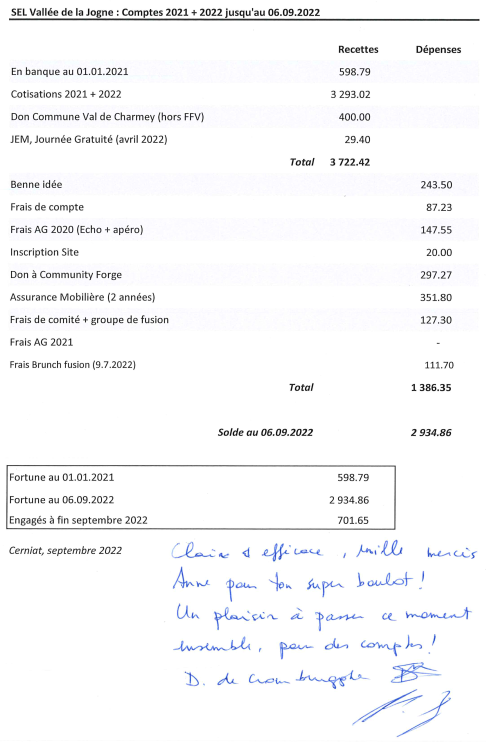 SEL Vallée de la Jogne : Comptes 2021 + 2022 jusqu'au 06.09.2022
Recettes Dépenses
En banque au 01.01.2021 598.79
Cotisations 2021 + 2022 3 293.02
Don Commune Val de Charmey (hors FFV) 400.00
JEM, Journée Gratuité (avril 2022) 29.40
Total 3 722.42
Benne idée 243.50
Frais de compte 87.23
Frais AG 2020 (Echo + apéro) 147.55
Inscription Site 20.00
Don à Community Forge 297.27
Assurance Mobilière (2 années) 351.80
Frais de comité + groupe de fusion 127.30
Frais AG 2021 -
Frais Brunch fusion (9.7.2022) 111.70
Total 1 386.35
Solde au 06.09.2022 2 934.86
Fortune au 01.01.2021 598.79
Fortune au 06.09.2022 2 934.86
Engagés à fin septembre 2022 701.65
Cerniat, septembre 2022
Claire & efficace, mille mercis
Anne pour ton super boulot !
Un plaisir à passer ce moment
ensemble, pour des comptes !
D. de